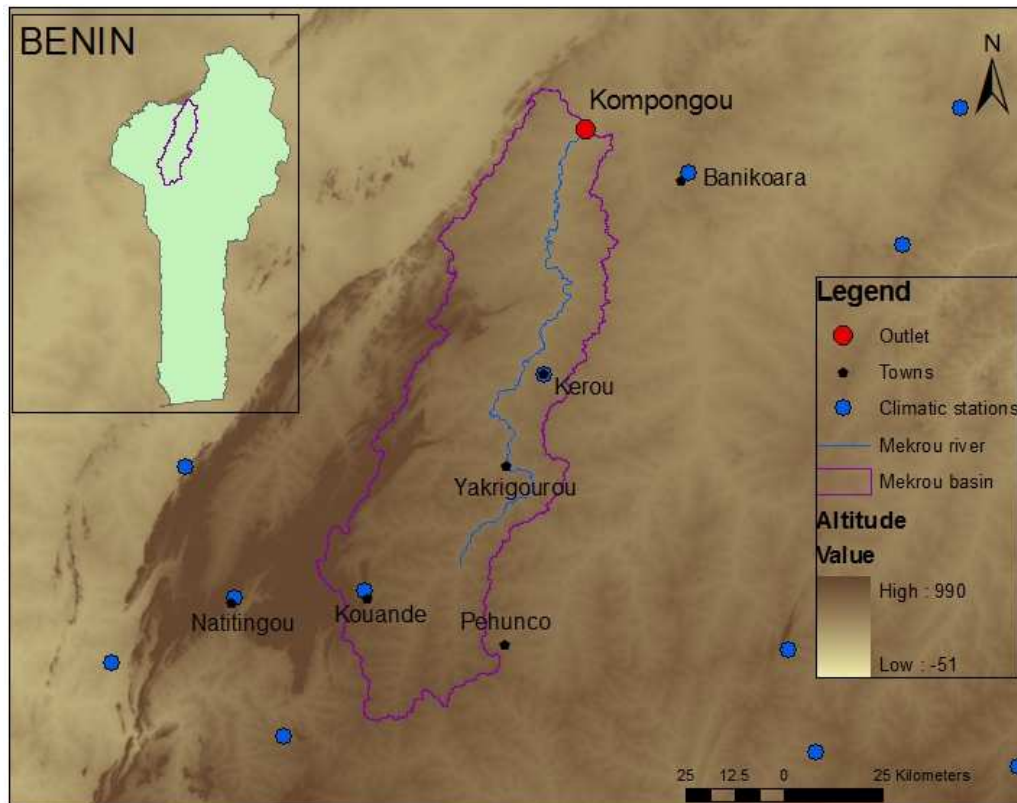 BENIN
N
Kompongou
Banikoara
Kerou
Yakrigourou
Natitingou
Kouande
Pehunco
Legend
Outlet
Towns
Climatic stations
Mekrou river
Mekrou basin
Altitude
Value
High : 990
Low : -51
25 12.5 0 25 Kilometers